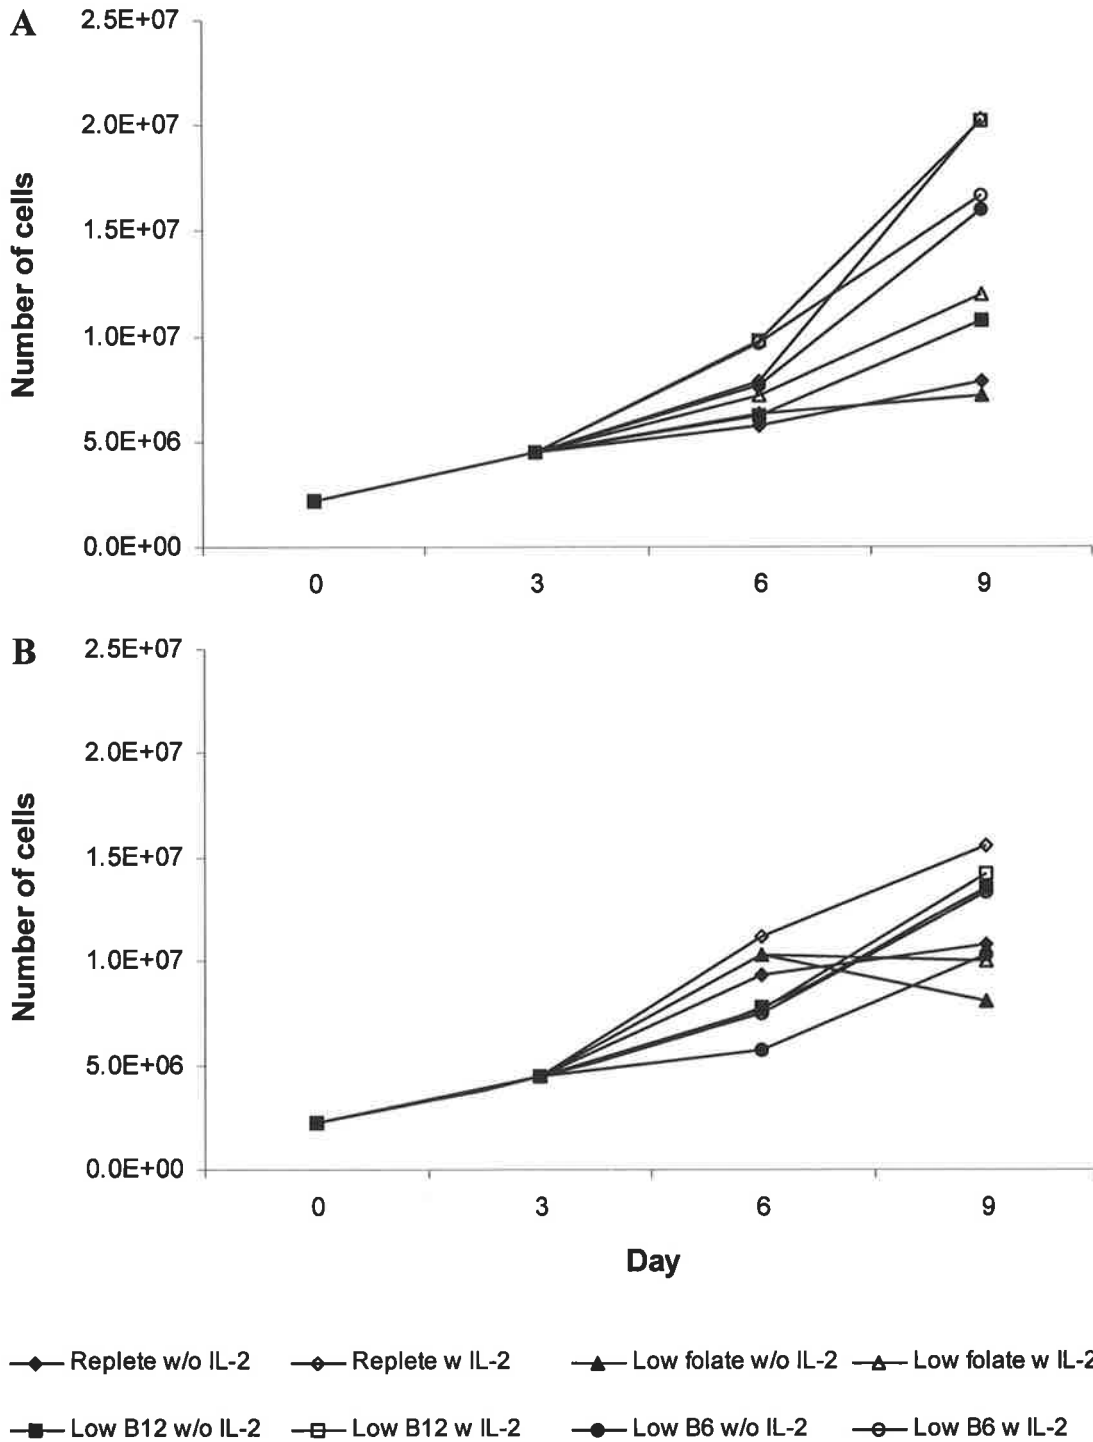 A
2.5E+07
2.0E+07
1.5E+07
1.0E+07
5.0E+06
0.0E+00
Number of cells
0 3 6 9
B
2.5E+07
2.0E+07
1.5E+07
1.0E+07
5.0E+06
0.0E+00
Number of cells
0 3 6 9
Day
Replete w/o IL-2 Replete w IL-2 Low folate w/o IL-2 Low folate w IL-2
Low B12 w/o IL-2 Low B12 w IL-2 Low B6 w/o IL-2 Low B6 w IL-2